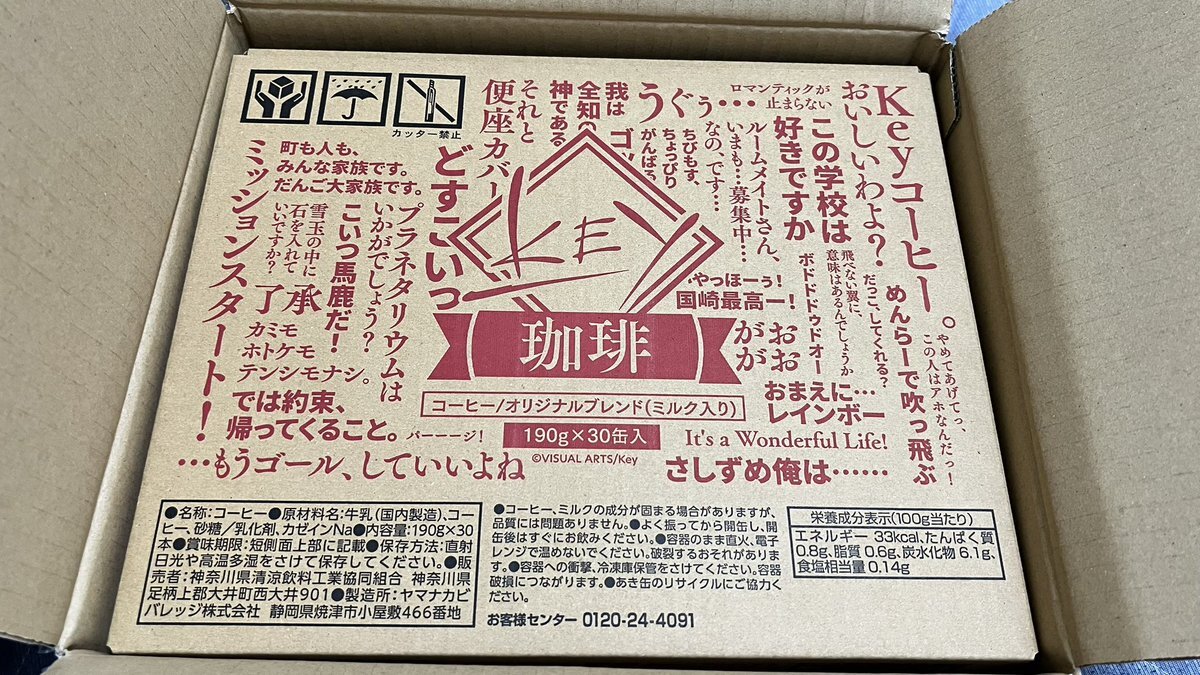 カッター禁止
Keyコーヒー。
おいしいわよ?
ロマンティックが
止まらない
この学校は
好きですか
うぐぅ…
ルームメイトさん、
いまも…募集中…
なの、です…
ちびもす、
ちょっぴり
がんばる
我は
全知の
神である
それと
便座カバー
どすこいっ
町も人も、
みんな家族です。
だんご大家族です。
ミッションスタート!
プラネタリウムは
いかがでしょう?
こいつ馬鹿だ!
雪玉の中に
石を入れて
いいですか?
了承
カミモ
ホトケモ
テンシモナシ。
では約束、
帰ってくること。
バーーージ!
…もうゴール、していいよね
KEY
珈琲
コーヒー/オリジナルブレンド(ミルク入り)
190g×30缶入
©VISUAL ARTS/Key
やっほーぅ!
国崎最高ー!
ボドドドゥドオー
飛べない翼に、
意味はあるんでしょうか
だっこ、してくれる?
めんらーで吹っ飛ぶ
やめてあげてっ、
この人はアホなんだっ!
がお
がお
おまえに…
レインボー
It's a Wonderful Life!
さしずめ俺は……
●名称:コーヒー●原材料名:牛乳(国内製造)、コー
ヒー、砂糖/乳化剤、カゼインNa●内容量:190g×30
本●賞味期限:短側面上部に記載●保存方法:直射
日光や高温多湿をさけて保存してください。●販
売者:神奈川県清涼飲料工業協同組合 神奈川県
足柄上郡大井町西大井901●製造所:ヤマナカビ
バレッジ株式会社 静岡県焼津市小屋敷466番地
●コーヒー、ミルクの成分が固まる場合がありますが、
品質には問題ありません。●よく振ってから開缶し、開
缶後はすぐにお飲みください。●容器のまま直火、電子
レンジで温めないでください。破裂するおそれがありま
す。●容器への衝撃、冷凍庫保管をさけてください。容器
破損につながります。●あき缶のリサイクルにご協力く
ださい。
お客様センター 0120-24-4091
栄養成分表示(100g当たり)
エネルギー 33kcal、たんぱく質
0.8g、脂質 0.6g、炭水化物 6.1g、
食塩相当量 0.14g